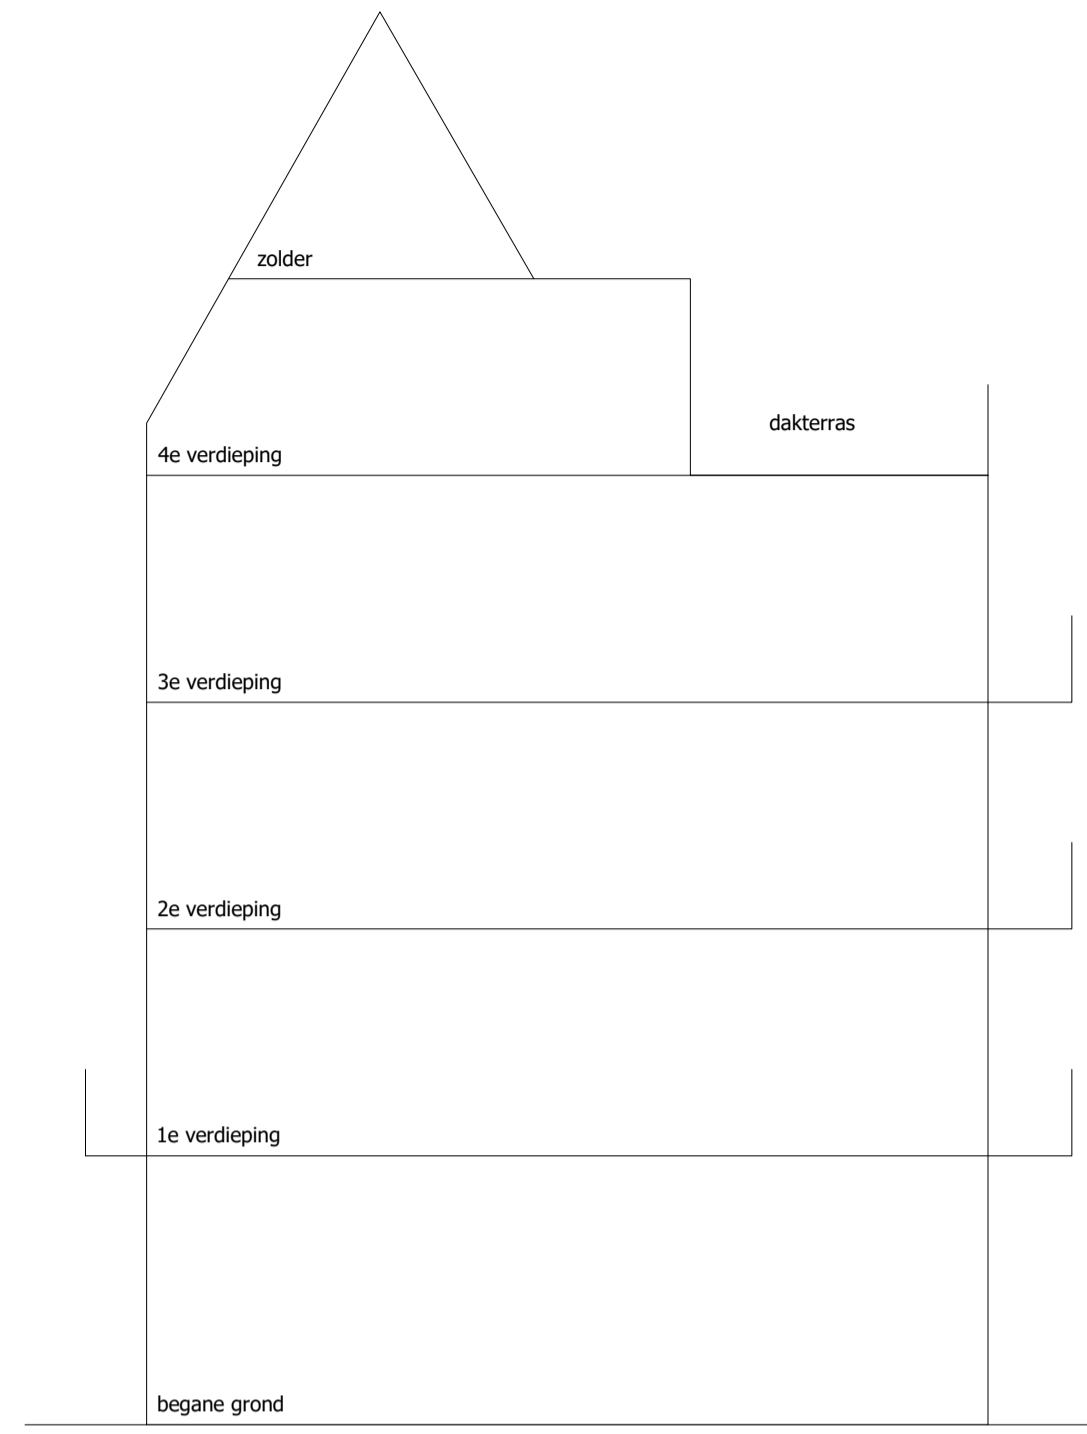 zolder
dakterras
4e verdieping
3e verdieping
2e verdieping
1e verdieping
begane grond